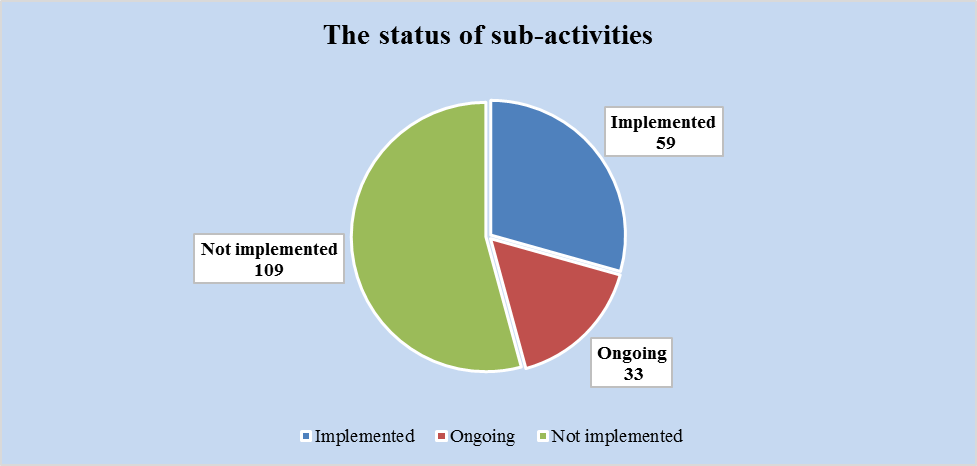 The status of sub-activities
Implemented
59
Not implemented
109
Ongoing
33
Implemented Ongoing Not implemented